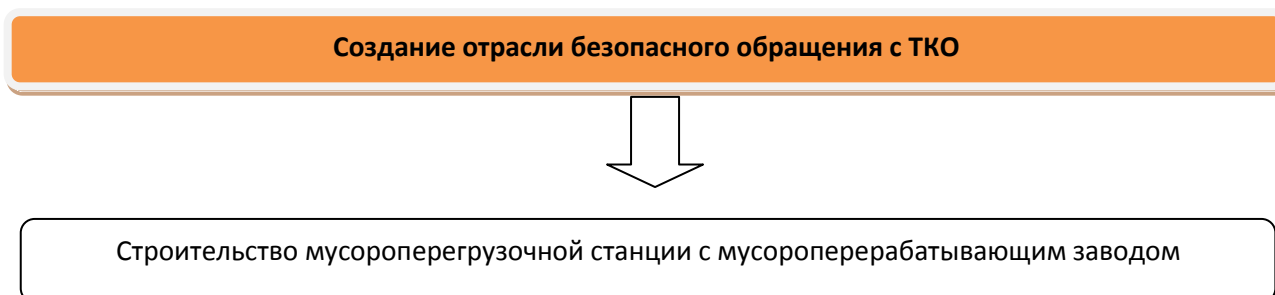 Создание отрасли безопасного обращения с ТКО
Строительство мусороперегрузочной станции с мусороперерабатывающим заводом